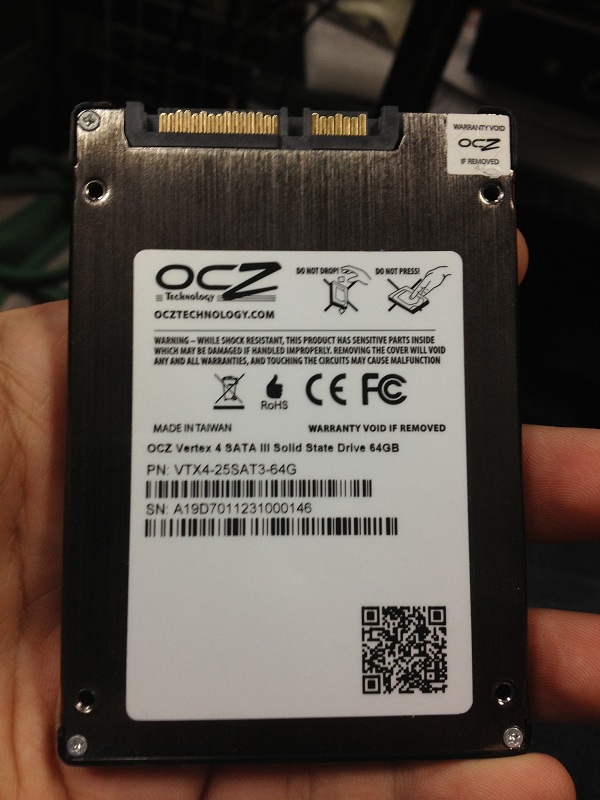 WARRANTY VOID
OCZ
IF REMOVED
OCZ
Technology
DO NOT DROP!
DO NOT PRESS!
OCZTECHNOLOGY.COM
WARNING – WHILE SHOCK RESISTANT, THIS PRODUCT HAS SENSITIVE PARTS INSIDE
WHICH MAY BE DAMAGED IF HANDLED IMPROPERLY. REMOVING THE COVER WILL VOID
ANY AND ALL WARRANTIES, AND TOUCHING THE CIRCUITS MAY CAUSE MALFUNCTION
RoHS
CE FC
MADE IN TAIWAN
WARRANTY VOID IF REMOVED
OCZ Vertex 4 SATA III Solid State Drive 64GB
PN: VTX4-25SAT3-64G
SN: A19D7011231000146